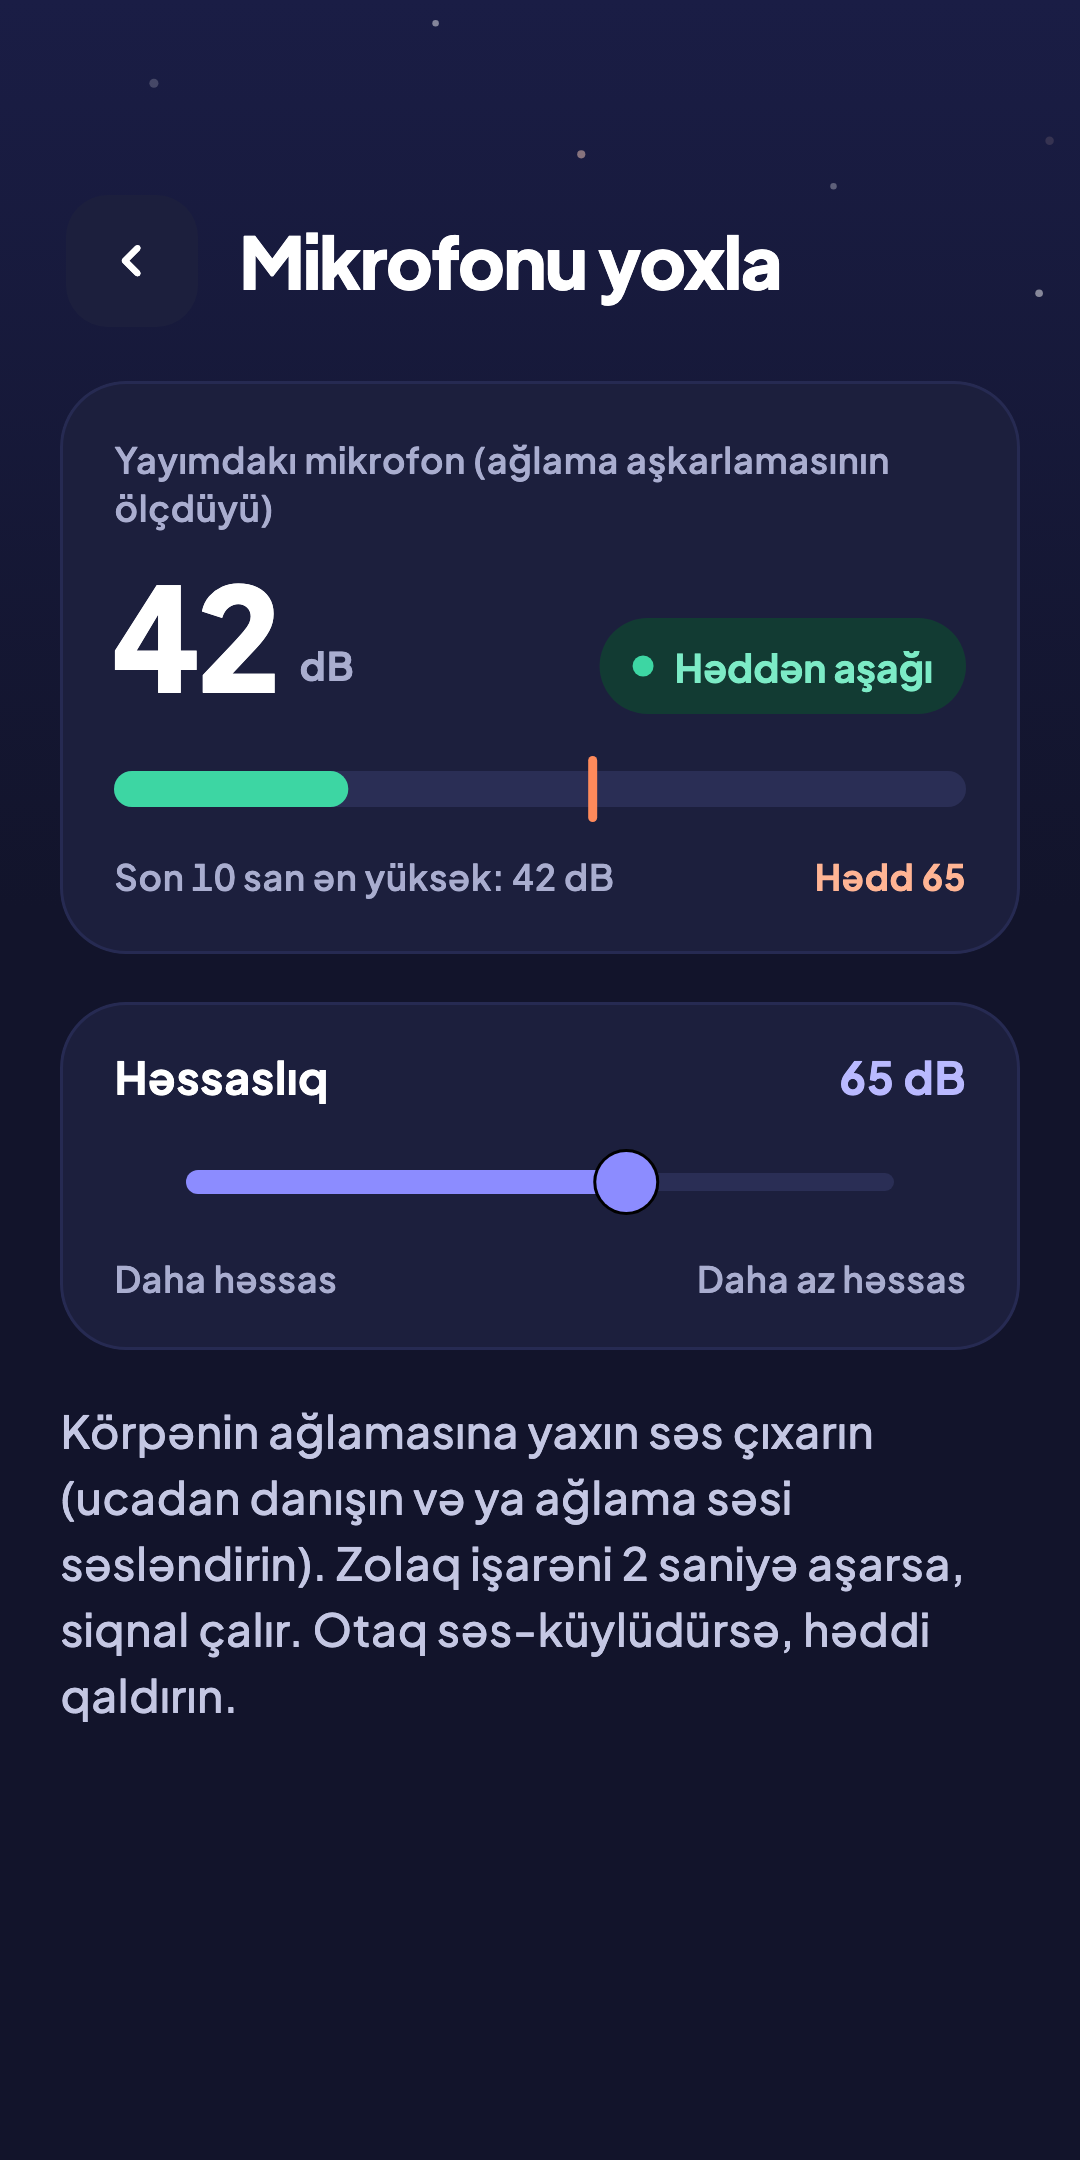 Mikrofonu yoxla
Yayımdakı mikrofon (ağlama aşkarlamasının
ölçdüyü)
42 dB
Həddən aşağı
Son 10 san ən yüksək: 42 dB
Hədd 65
Həssaslıq
65 dB
Daha həssas
Daha az həssas
Körpənin ağlamasına yaxın səs çıxarın
(ucadan danışın və ya ağlama səsi
səsləndirin). Zolaq işarəni 2 saniyə aşarsa,
siqnal çalır. Otaq səs-küylüdürsə, həddi
qaldırın.